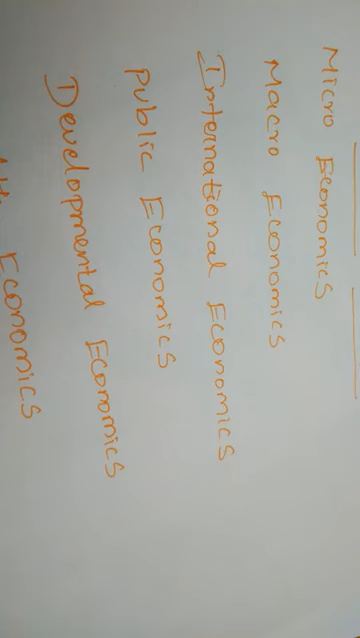 Micro Economics
Macro Economics
International Economics
Public Economics
Developmental Economics
Economics